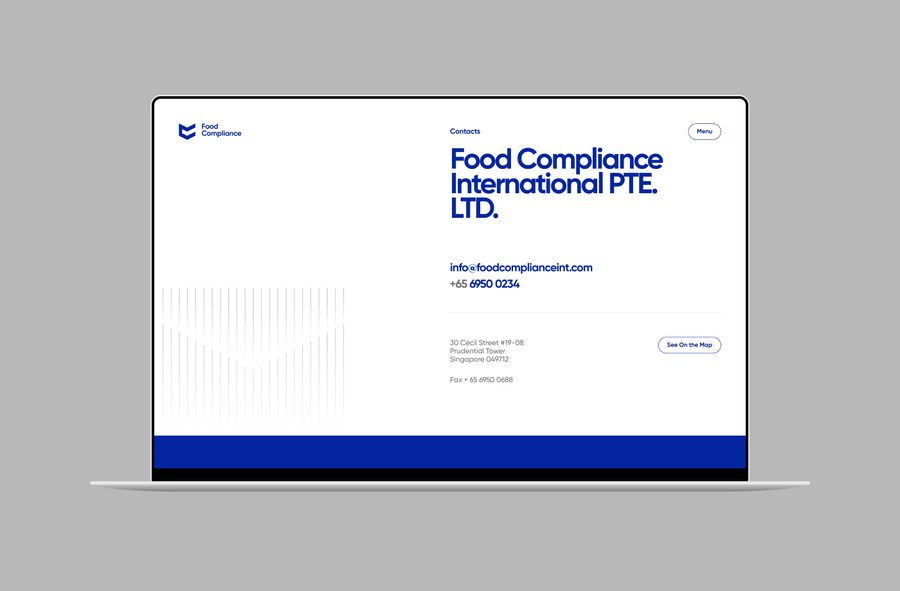 Food
Compliance
Contacts
Menu
Food Compliance
International PTE.
LTD.
info@foodcomplianceint.com
+65 6950 0234
30 Cecil Street #19-08
Prudential Tower
Singapore 049712
See On the Map
Fax + 65 6950 0688